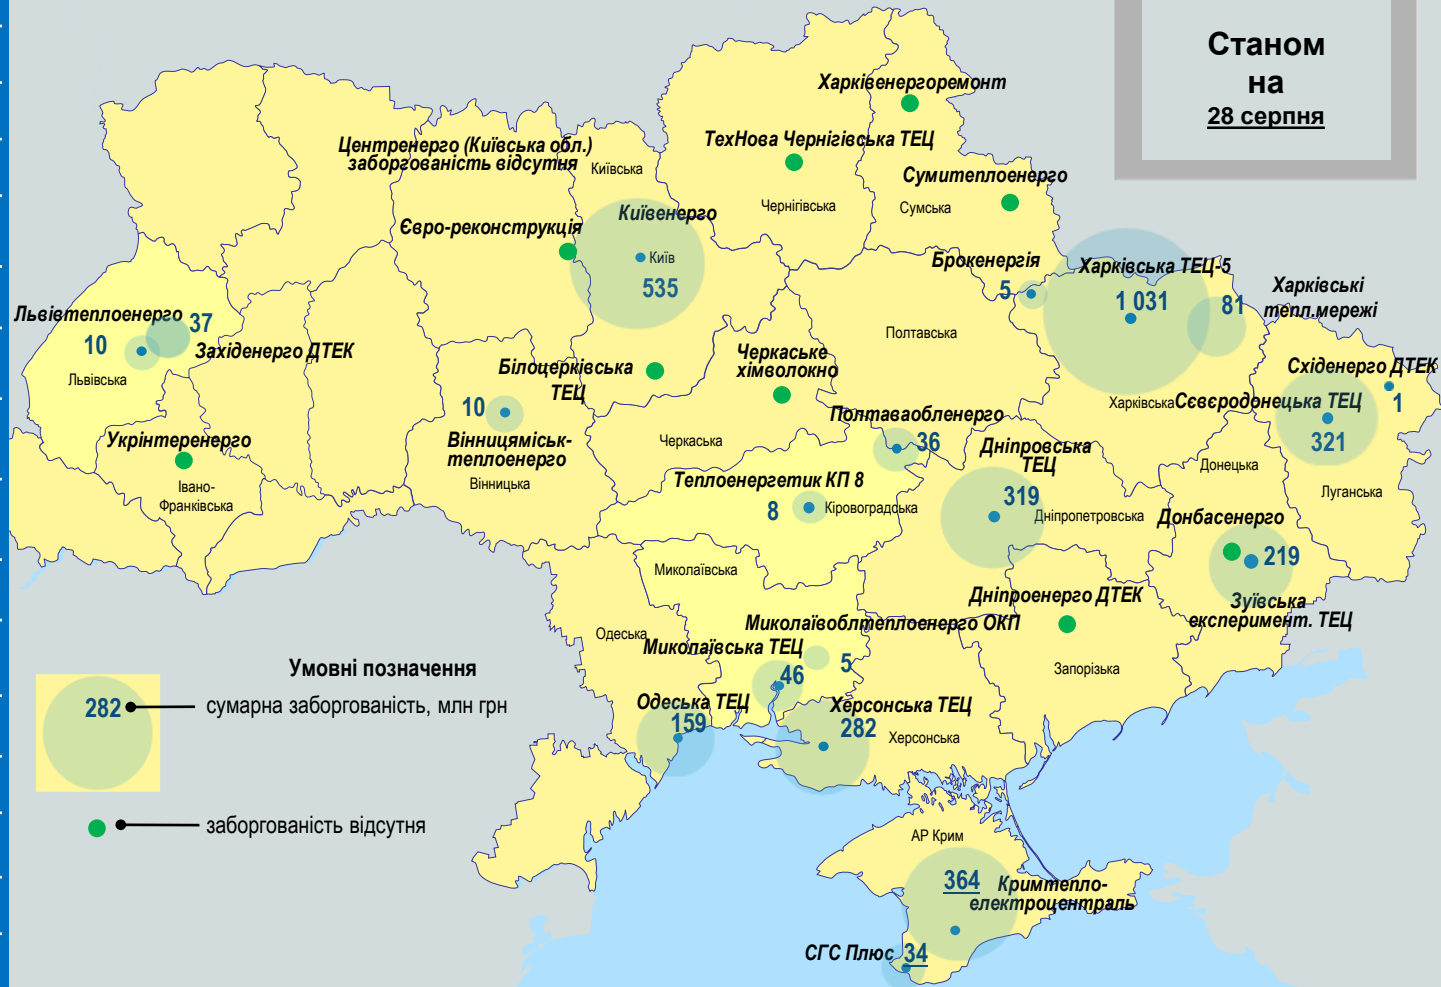 Станом
на
28 серпня
Харківенергоремонт
ТехНова Чернігівська ТЕЦ
Центренерго (Київська обл.)
заборгованість відсутня
Київська
Сумитеплоенерго
Чернігівська
Сумська
Київенерго
Євро-реконструкція
Київ
535
Брокенергія
5
Харківська ТЕЦ-5
1 031
81
Харківські
тепл.мережі
Львівтеплоенерго
37
10
Західенерго ДТЕК
Львівська
Полтавська
Білоцерківська
ТЕЦ
Черкаське
хімволокно
Східенерго ДТЕК
1
Харківська
Сєвєродонецька ТЕЦ
321
10
Вінницяміськ-
теплоенерго
Вінницька
Полтаваобленерго
36
Укрінтеренерго
Івано-
Франківська
Черкаська
Дніпровська
ТЕЦ
319
Донецька
Луганська
Теплоенергетик КП 8
8
Кіровоградська
Дніпропетровська
Донбасенерго
219
Зуївська
експеримент. ТЕЦ
Миколаївська
Дніпроенерго ДТЕК
Одеська
Миколаївоблтеплоенерго ОКП
5
Миколаївська ТЕЦ
46
Запорізька
Одеська ТЕЦ
159
Херсонська ТЕЦ
282
Херсонська
Умовні позначення
282
сумарна заборгованість, млн грн
заборгованість відсутня
АР Крим
364
Кримтепло-
електроцентраль
СГС Плюс
34